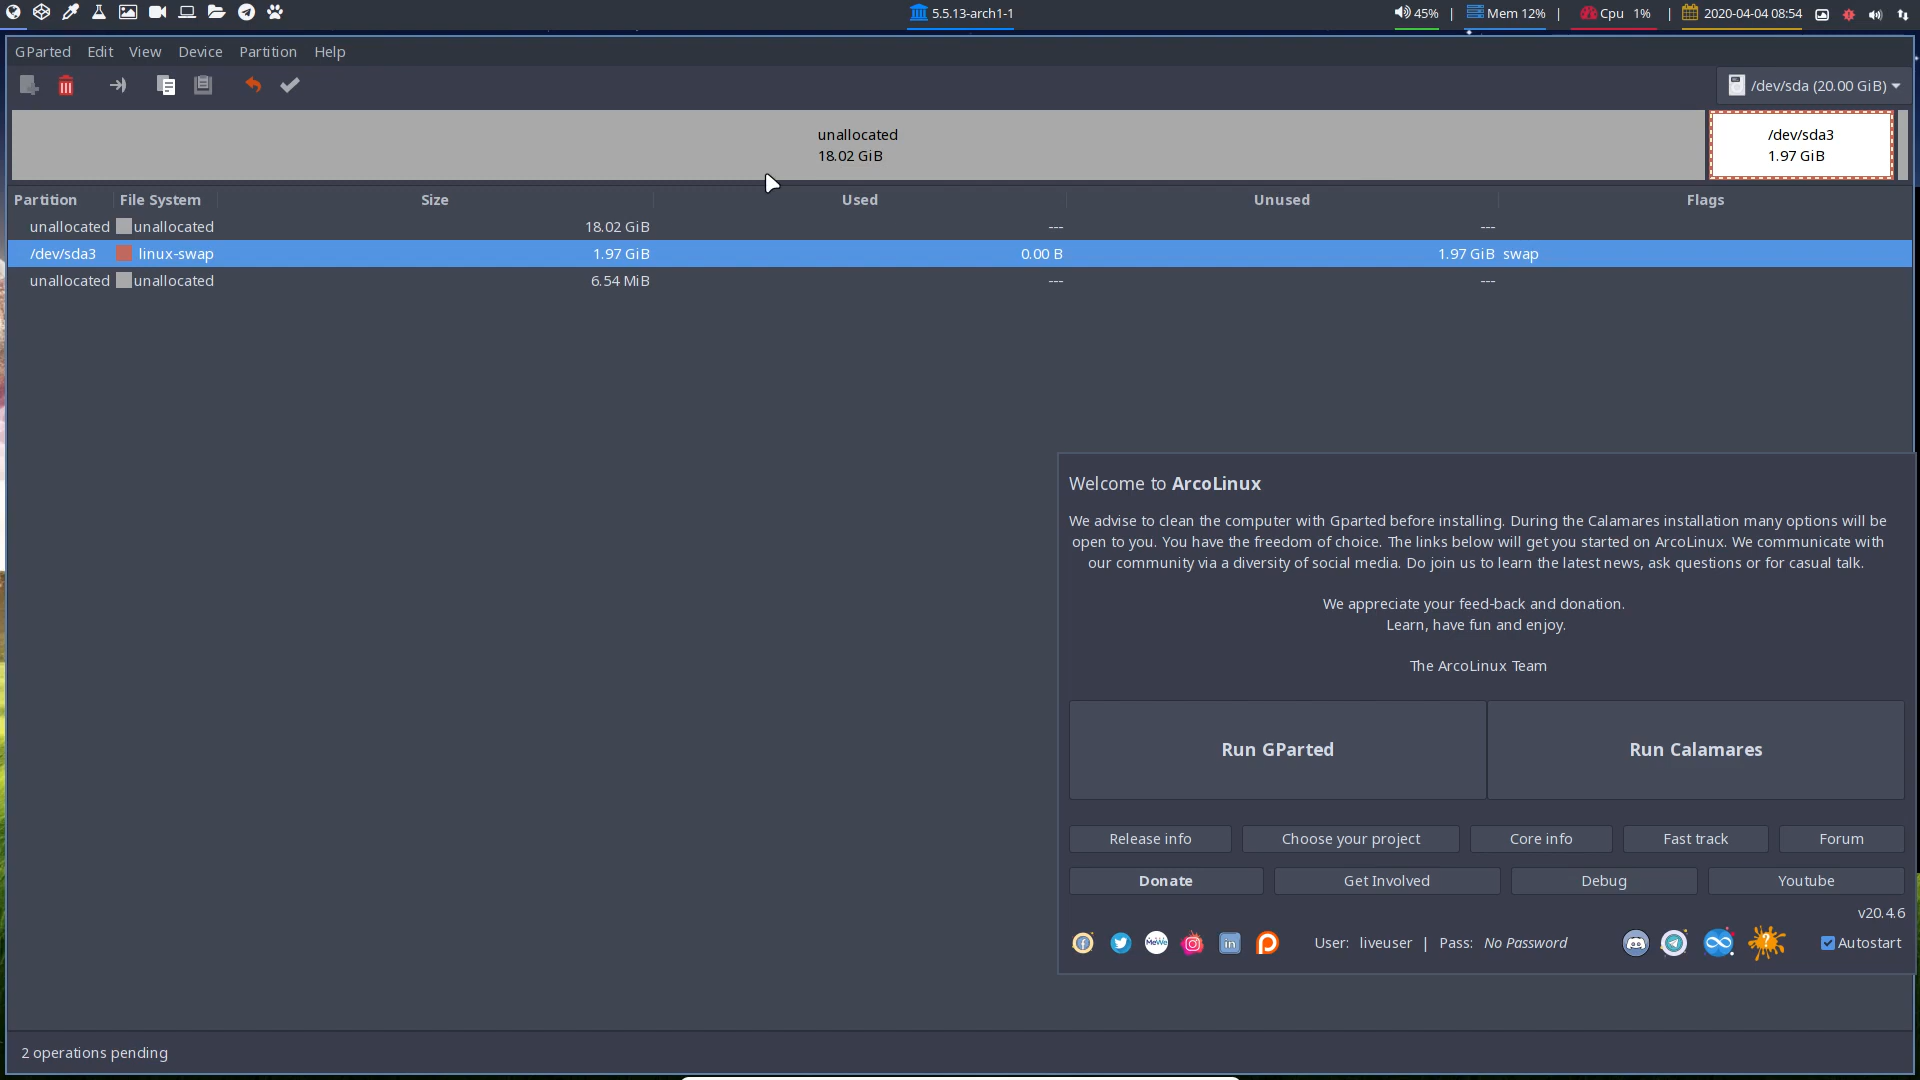 5.5.13-arch1-1
45% | Mem 12% | Cpu 1% | 2020-04-04 08:54
GParted Edit View Device Partition Help
/dev/sda (20.00 GiB)
unallocated
18.02 GiB
/dev/sda3
1.97 GiB
Partition File System Size Used Unused Flags
unallocated unallocated 18.02 GiB --- ---
/dev/sda3 linux-swap 1.97 GiB 0.00 B 1.97 GiB swap
unallocated unallocated 6.54 MiB --- ---
Welcome to ArcoLinux
We advise to clean the computer with Gparted before installing. During the Calamares installation many options will be
open to you. You have the freedom of choice. The links below will get you started on ArcoLinux. We communicate with
our community via a diversity of social media. Do join us to learn the latest news, ask questions or for casual talk.
We appreciate your feed-back and donation.
Learn, have fun and enjoy.
The ArcoLinux Team
Run GParted Run Calamares
Release info Choose your project Core info Fast track Forum
Donate Get Involved Debug Youtube
v20.4.6
MeWe in User: liveuser | Pass: No Password ? Autostart
2 operations pending